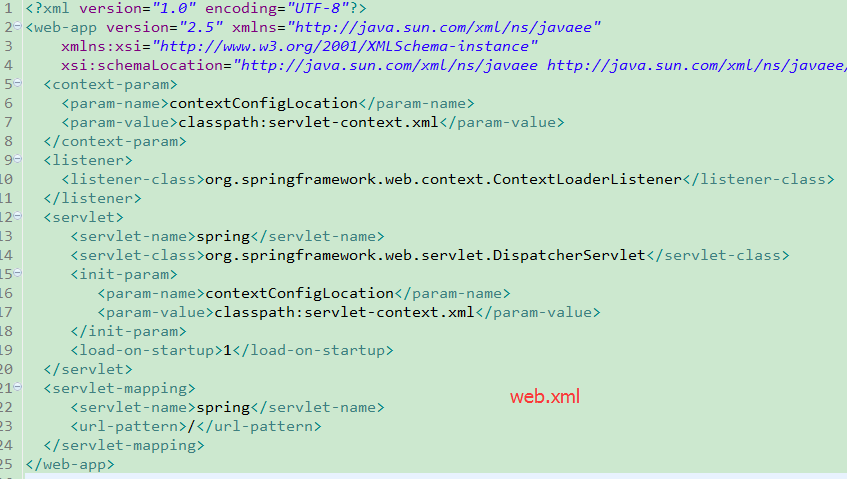 1 <?xml version="1.0" encoding="UTF-8"?>
2 <web-app version="2.5" xmlns="http://java.sun.com/xml/ns/javaee"
3 xmlns:xsi="http://www.w3.org/2001/XMLSchema-instance"
4 xsi:schemaLocation="http://java.sun.com/xml/ns/javaee http://java.sun.com/xml/ns/javaee/
5 <context-param>
6 <param-name>contextConfigLocation</param-name>
7 <param-value>classpath:servlet-context.xml</param-value>
8 </context-param>
9 <listener>
10 <listener-class>org.springframework.web.context.ContextLoaderListener</listener-class>
11 </listener>
12 <servlet>
13 <servlet-name>spring</servlet-name>
14 <servlet-class>org.springframework.web.servlet.DispatcherServlet</servlet-class>
15 <init-param>
16 <param-name>contextConfigLocation</param-name>
17 <param-value>classpath:servlet-context.xml</param-value>
18 </init-param>
19 <load-on-startup>1</load-on-startup>
20 </servlet>
21 <servlet-mapping>
22 <servlet-name>spring</servlet-name>
23 <url-pattern>/</url-pattern>
24 </servlet-mapping>
25 </web-app>
web.xml